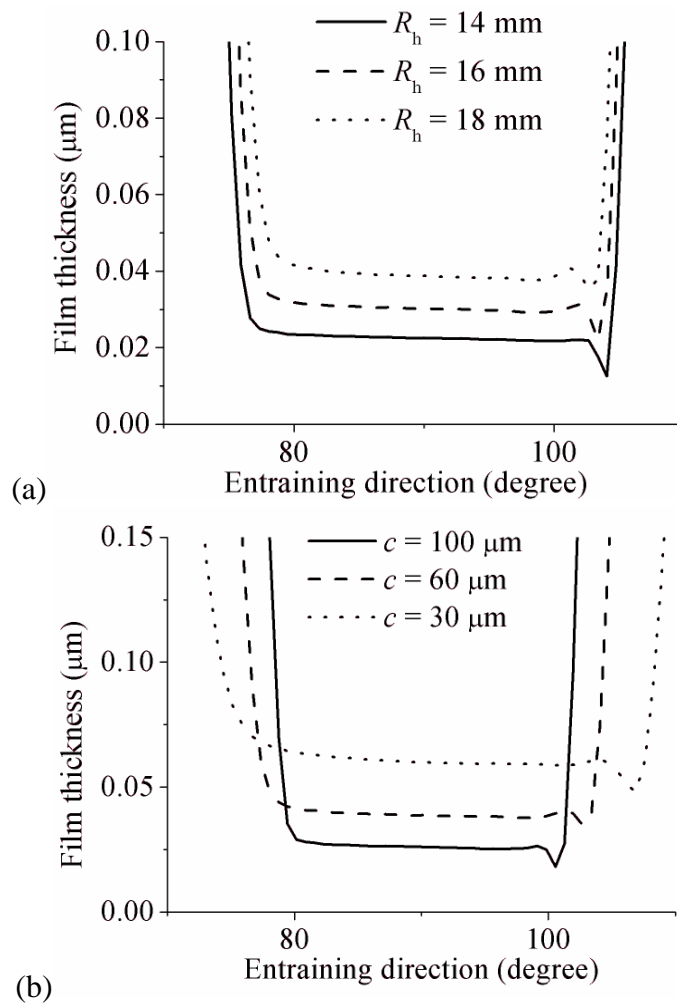 R_h = 14 mm
R_h = 16 mm
R_h = 18 mm
0.10
0.08
0.06
0.04
0.02
0.00
Film thickness (μm)
80
100
Entraining direction (degree)
(a)
c = 100 μm
c = 60 μm
c = 30 μm
0.15
0.10
0.05
0.00
Film thickness (μm)
80
100
Entraining direction (degree)
(b)